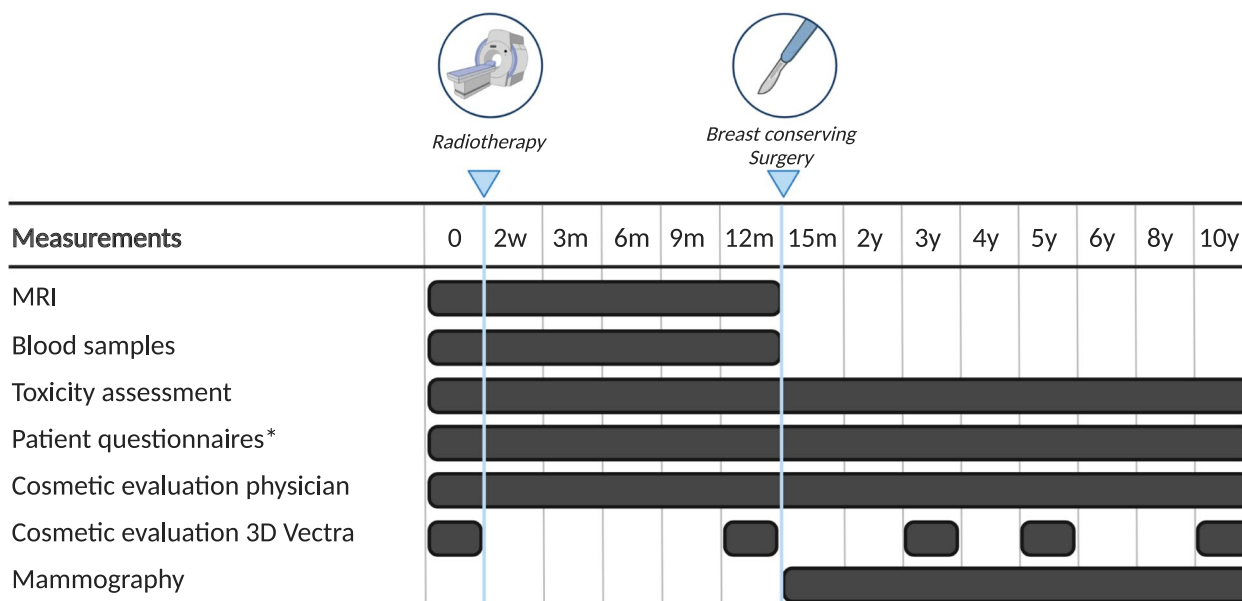 Radiotherapy
Breast conserving
Surgery
Measurements 0 2w 3m 6m 9m 12m 15m 2y 3y 4y 5y 6y 8y 10y
MRI
Blood samples
Toxicity assessment
Patient questionnaires*
Cosmetic evaluation physician
Cosmetic evaluation 3D Vectra
Mammography